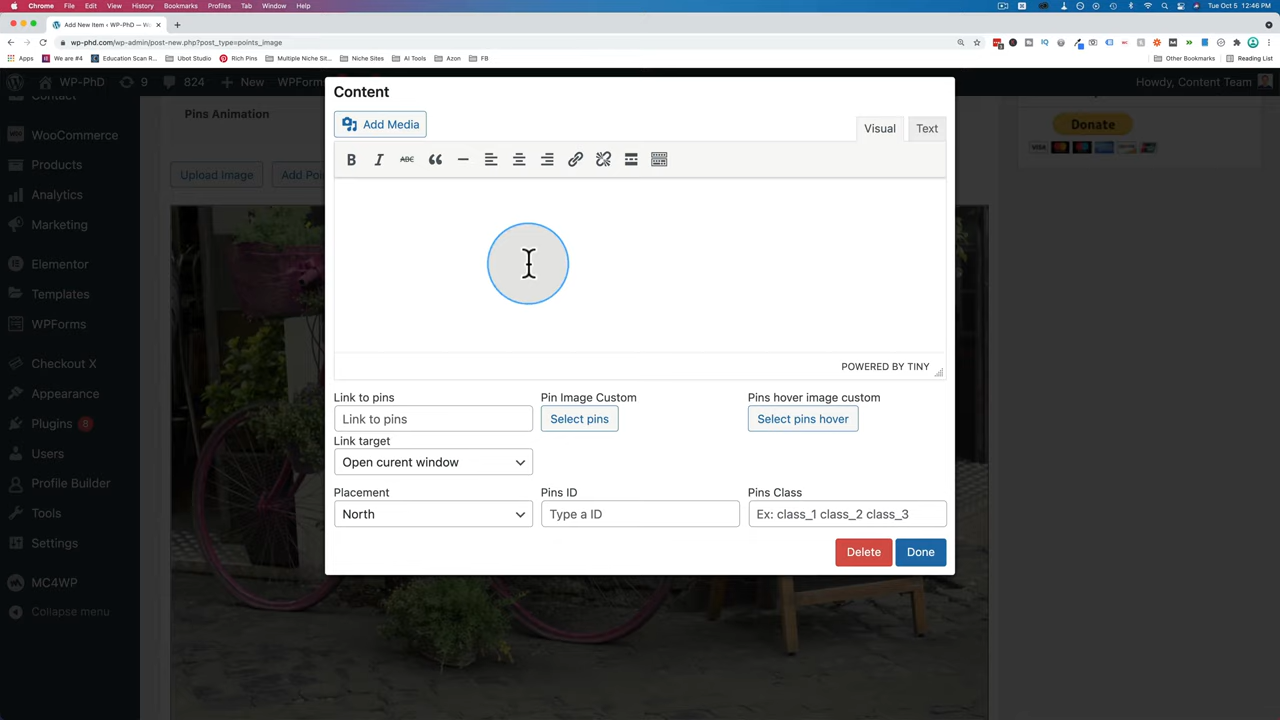 Chrome File Edit View History Bookmarks Profiles Tab Window Help Tue Oct 5 12:46 PM
Add New Item ‹ WP-PhD — W
wp-phd.com/wp-admin/post-new.php?post_type=points_image
Apps We are #4 Education Scan R Ubot Studio Rich Pins Multiple Niche Sit... Niche Sites AI Tools Azon FB Other Bookmarks Reading List
WP-PhD 9 824 New WPForms Howdy, Content Team
Contact
Pins Animation
WooCommerce
Products
Analytics
Marketing
Elementor
Templates
WPForms
Checkout X
Appearance
Plugins 8
Users
Profile Builder
Tools
Settings
MC4WP
Collapse menu
Upload Image Add Poi
Donate
Content
Add Media
Visual Text
B I ABC
POWERED BY TINY
Link to pins Pin Image Custom Pins hover image custom
Link to pins Select pins Select pins hover
Link target
Open curent window
Placement Pins ID Pins Class
North Type a ID Ex: class_1 class_2 class_3
Delete Done